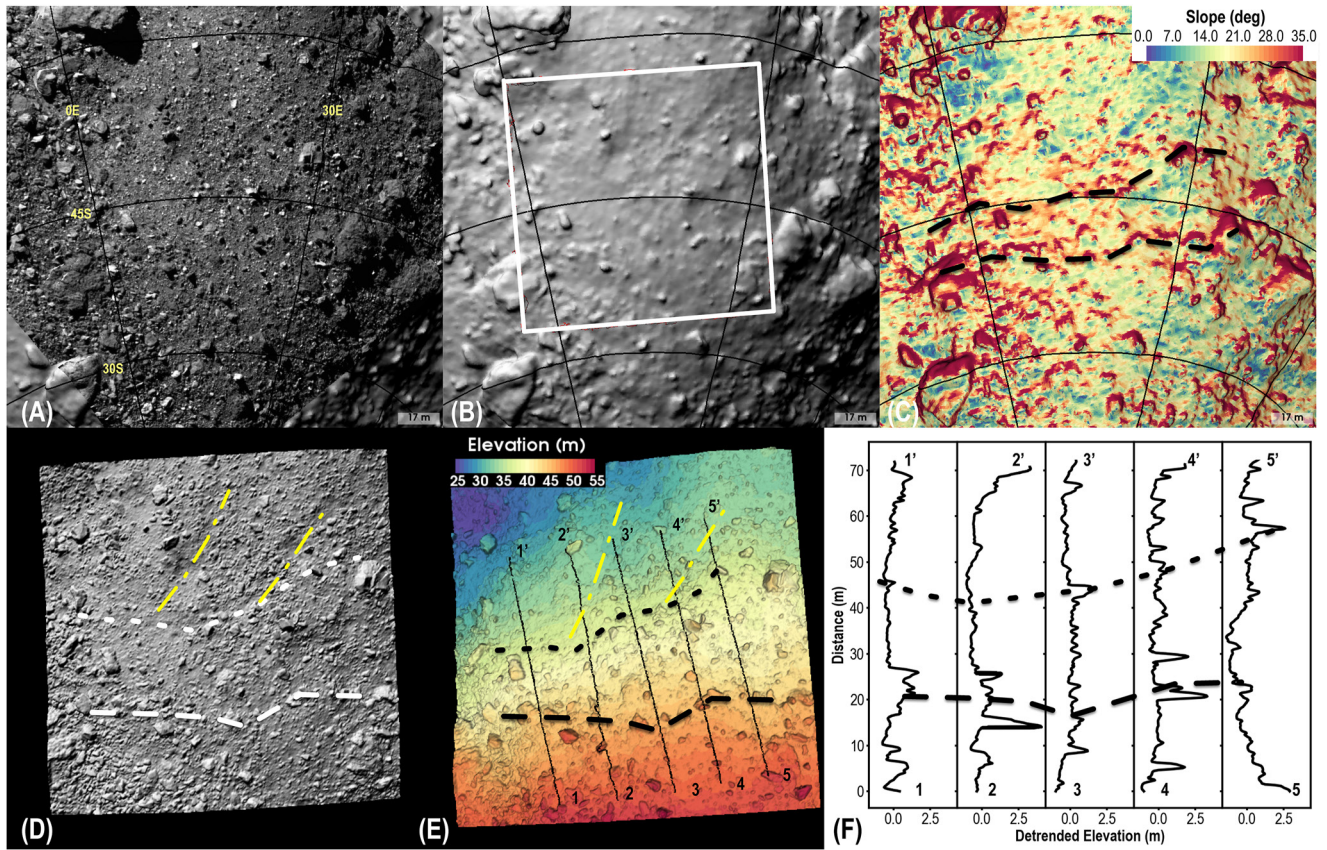 Slope (deg)
0.0 7.0 14.0 21.0 28.0 35.0
0E
30E
-45S
30S
(A)
17 m
(B)
17 m
(C)
17 m
Elevation (m)
25 30 35 40 45 50 55
1' 2' 3' 4' 5'
1 2 3 4 5
(D)
(E)
70
60
50
40
30
20
10
0
Distance (m)
1' 2' 3' 4' 5'
1 2 3 4 5
0.0 2.5 0.0 2.5 0.0 2.5 0.0 2.5 0.0 2.5
Detrended Elevation (m)
(F)